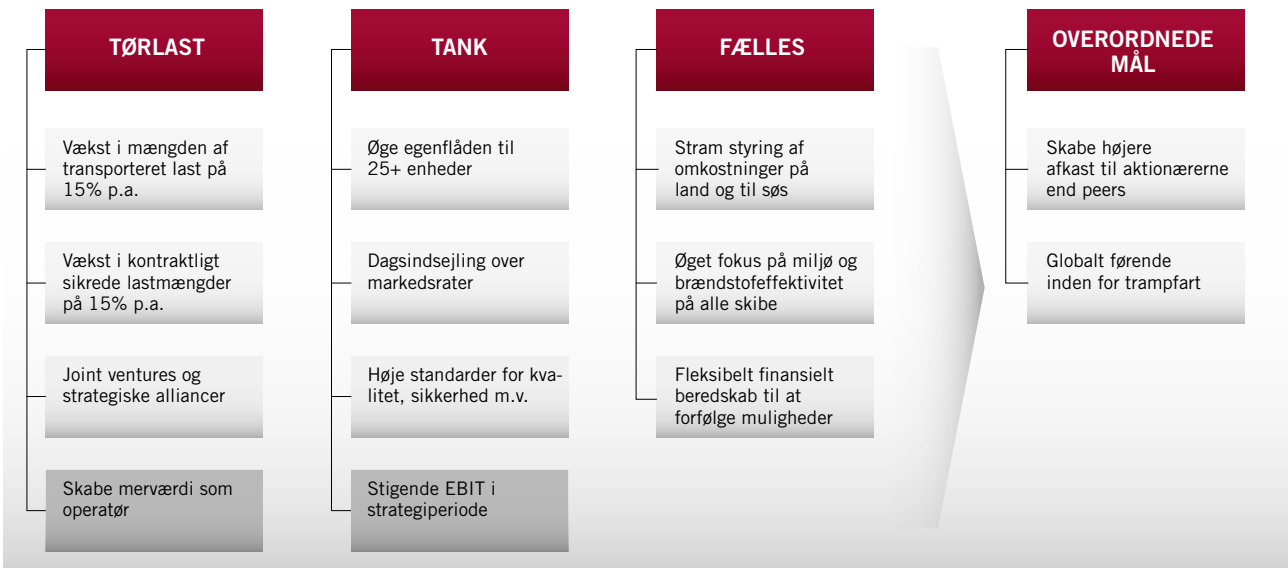 TØRLAST
Vækst i mængden af
transporteret last på
15% p.a.
Vækst i kontraktligt
sikrede lastmængder
på 15% p.a.
Joint ventures og
strategiske alliancer
Skabe merværdi som
operatør
TANK
Øge egenflåden til
25+ enheder
Dagsindsejling over
markedsrater
Høje standarder for kva-
litet, sikkerhed m.v.
Stigende EBIT i
strategiperiode
FÆLLES
Stram styring af
omkostninger på
land og til søs
Øget fokus på miljø og
brændstofeffektivitet
på alle skibe
Fleksibelt finansielt
beredskab til at
forfølge muligheder
OVERORDNEDE
MÅL
Skabe højere
afkast til aktionærerne
end peers
Globalt førende
inden for trampfart